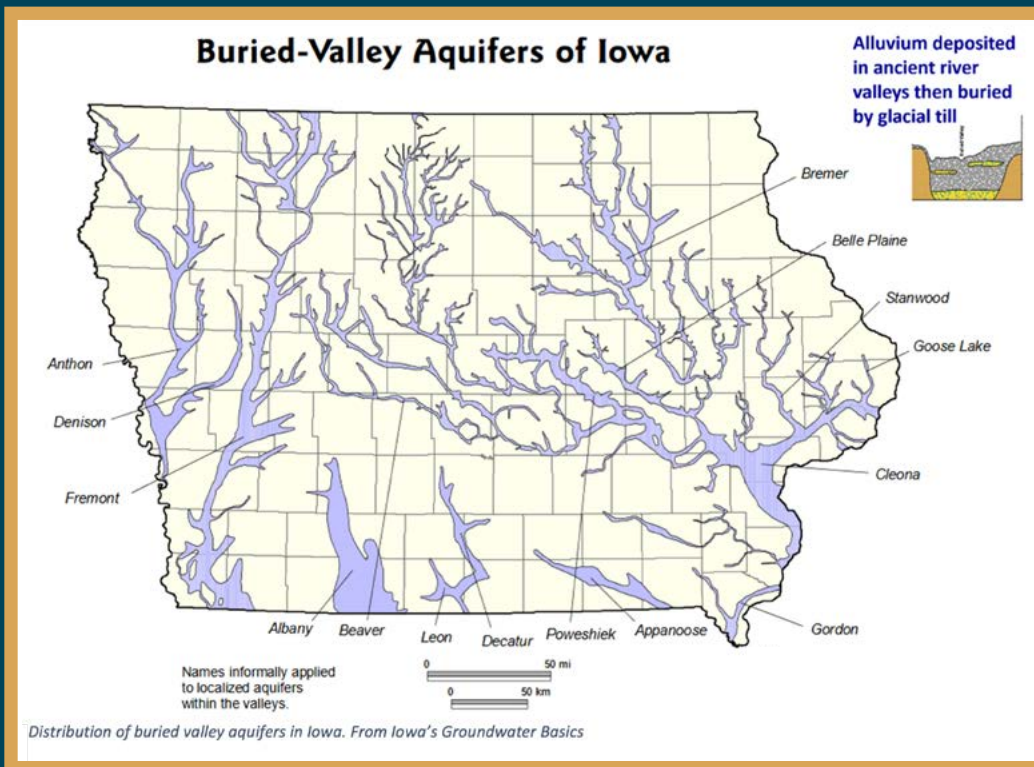 Buried-Valley Aquifers of Iowa
Alluvium deposited
in ancient river
valleys then buried
by glacial till
Bremer
Belle Plaine
Stanwood
Goose Lake
Anthon
Denison
Cleona
Fremont
Albany
Beaver
Leon
Decatur
Poweshiek
Appanoose
Gordon
Names informally applied
to localized aquifers
within the valleys.
0 50 mi
0 50 km
Distribution of buried valley aquifers in Iowa. From Iowa's Groundwater Basics